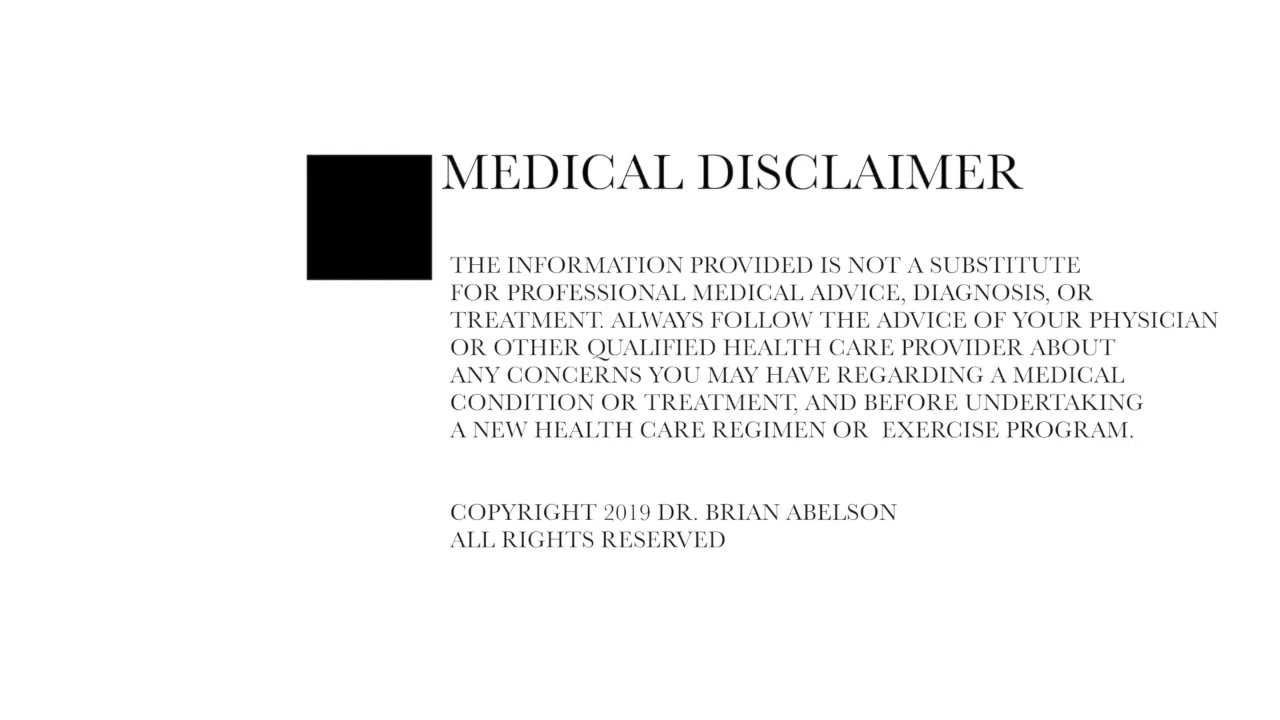 MEDICAL DISCLAIMER
THE INFORMATION PROVIDED IS NOT A SUBSTITUTE
FOR PROFESSIONAL MEDICAL ADVICE, DIAGNOSIS, OR
TREATMENT. ALWAYS FOLLOW THE ADVICE OF YOUR PHYSICIAN
OR OTHER QUALIFIED HEALTH CARE PROVIDER ABOUT
ANY CONCERNS YOU MAY HAVE REGARDING A MEDICAL
CONDITION OR TREATMENT, AND BEFORE UNDERTAKING
A NEW HEALTH CARE REGIMEN OR  EXERCISE PROGRAM.
COPYRIGHT 2019 DR. BRIAN ABELSON
ALL RIGHTS RESERVED